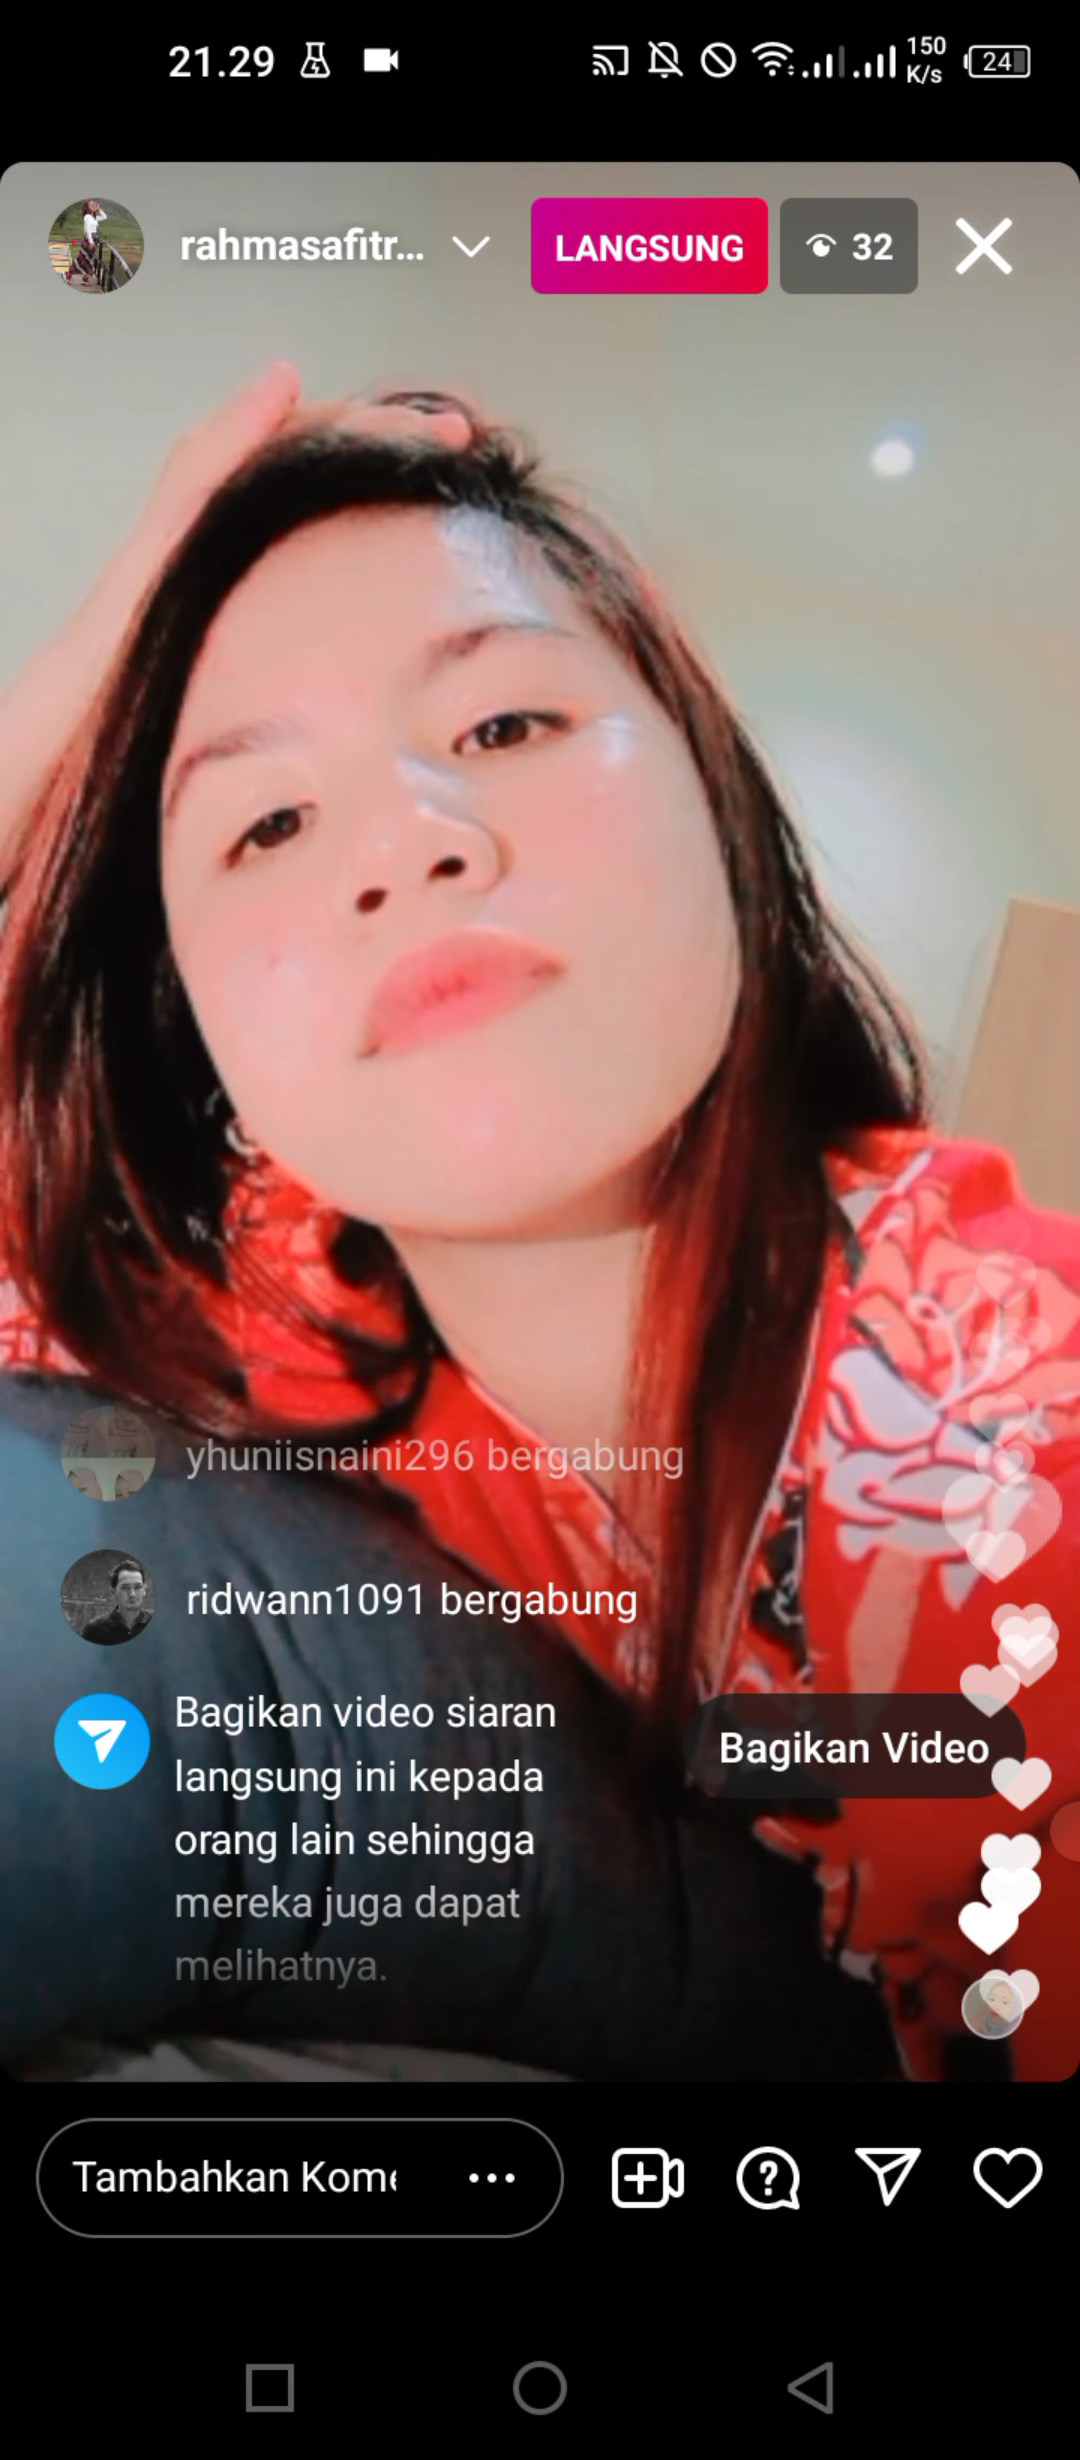 21.29
150
K/s
24
rahmasafitr...
LANGSUNG
32
yhuniisnaini296 bergabung
ridwann1091 bergabung
Bagikan video siaran
langsung ini kepada
orang lain sehingga
mereka juga dapat
melihatnya.
Bagikan Video
Tambahkan Kome